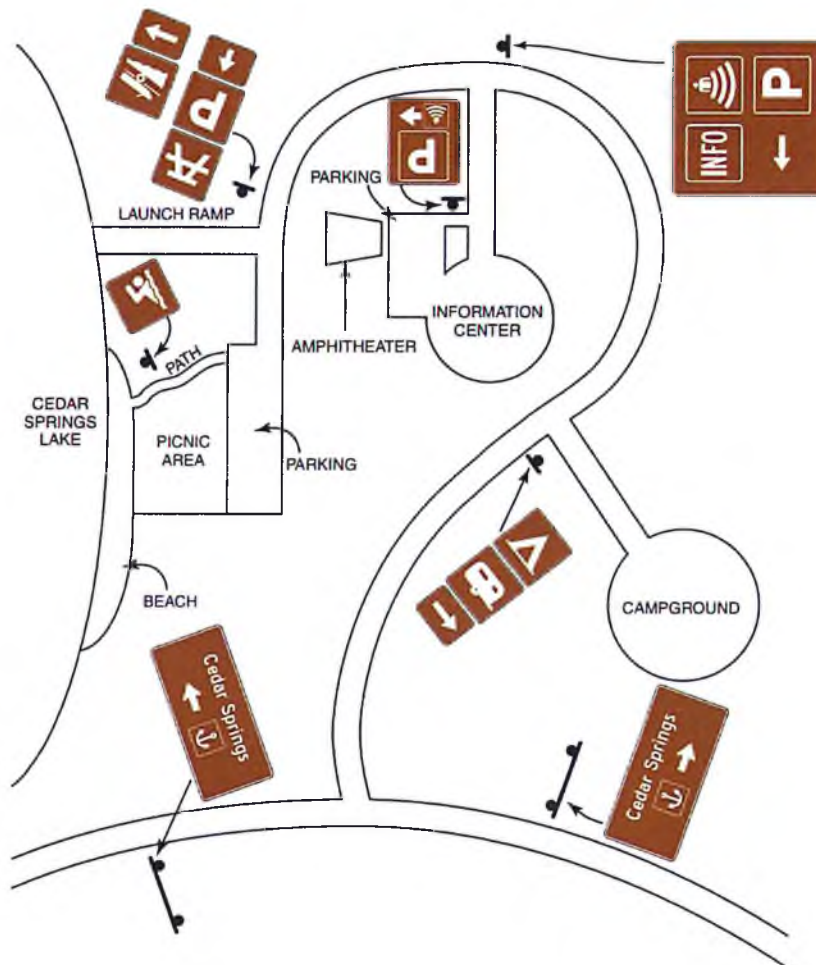 P
P
INFO
P
PARKING
LAUNCH RAMP
INFORMATION
CENTER
AMPHITHEATER
PATH
CEDAR
SPRINGS
LAKE
PICNIC
AREA
PARKING
BEACH
CAMPGROUND
Cedar Springs
Cedar Springs